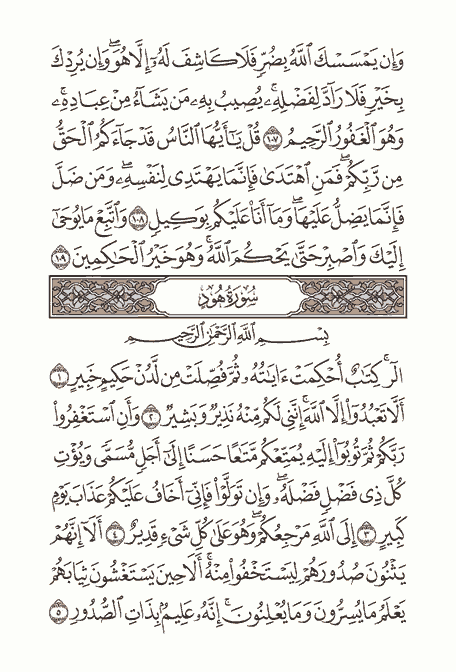 وَإِن يَمْسَسْكَ ٱللَّهُ بِضُرٍّ فَلَا كَاشِفَ لَهُۥٓ إِلَّا هُوَ ۖ وَإِن يُرِدْكَ
بِخَيْرٍ فَلَا رَآدَّ لِفَضْلِهِۦ ۚ يُصِيبُ بِهِۦ مَن يَشَآءُ مِنْ عِبَادِهِۦ ۚ
وَهُوَ ٱلْغَفُورُ ٱلرَّحِيمُ ١٠٧ قُلْ يَٰٓأَيُّهَا ٱلنَّاسُ قَدْ جَآءَكُمُ ٱلْحَقُّ
مِن رَّبِّكُمْ ۖ فَمَنِ ٱهْتَدَىٰ فَإِنَّمَا يَهْتَدِى لِنَفْسِهِۦ ۖ وَمَن ضَلَّ
فَإِنَّمَا يَضِلُّ عَلَيْهَا ۖ وَمَآ أَنَا۠ عَلَيْكُم بِوَكِيلٍ ١٠٨ وَٱتَّبِعْ مَا يُوحَىٰٓ
إِلَيْكَ وَٱصْبِرْ حَتَّىٰ يَحْكُمَ ٱللَّهُ ۚ وَهُوَ خَيْرُ ٱلْحَٰكِمِينَ ١٠٩
سُورَةُ هُودٍ
بِسْمِ ٱللَّهِ ٱلرَّحْمَٰنِ ٱلرَّحِيمِ
الٓر ۚ كِتَٰبٌ أُحْكِمَتْ ءَايَٰتُهُۥ ثُمَّ فُصِّلَتْ مِن لَّدُنْ حَكِيمٍ خَبِيرٍ ١
أَلَّا تَعْبُدُوٓا۟ إِلَّا ٱللَّهَ ۚ إِنَّنِى لَكُم مِّنْهُ نَذِيرٌ وَبَشِيرٌ ٢ وَأَنِ ٱسْتَغْفِرُوا۟
رَبَّكُمْ ثُمَّ تُوبُوٓا۟ إِلَيْهِ يُمَتِّعْكُم مَّتَٰعًا حَسَنًا إِلَىٰٓ أَجَلٍ مُّسَمًّى وَيُؤْتِ
كُلَّ ذِى فَضْلٍ فَضْلَهُۥ ۖ وَإِن تَوَلَّوْا۟ فَإِنِّىٓ أَخَافُ عَلَيْكُمْ عَذَابَ يَوْمٍ
كَبِيرٍ ٣ إِلَى ٱللَّهِ مَرْجِعُكُمْ ۖ وَهُوَ عَلَىٰ كُلِّ شَىْءٍ قَدِيرٌ ٤ أَلَآ إِنَّهُمْ
يَثْنُونَ صُدُورَهُمْ لِيَسْتَخْفُوا۟ مِنْهُ ۚ أَلَا حِينَ يَسْتَغْشُونَ ثِيَابَهُمْ
يَعْلَمُ مَا يُسِرُّونَ وَمَا يُعْلِنُونَ ۚ إِنَّهُۥ عَلِيمٌۢ بِذَاتِ ٱلصُّدُورِ ٥